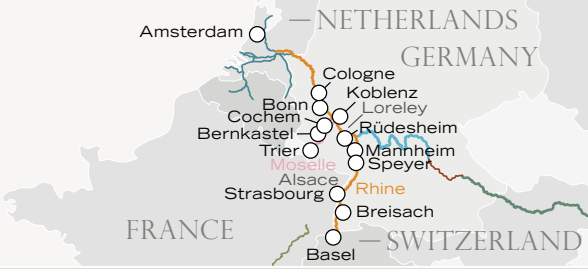 NETHERLANDS
Amsterdam
GERMANY
Cologne
Koblenz
Bonn
Loreley
Cochem
Rüdesheim
Bernkastel
Trier
Mannheim
Moselle
Speyer
Alsace
Rhine
Strasbourg
Breisach
FRANCE
SWITZERLAND
Basel